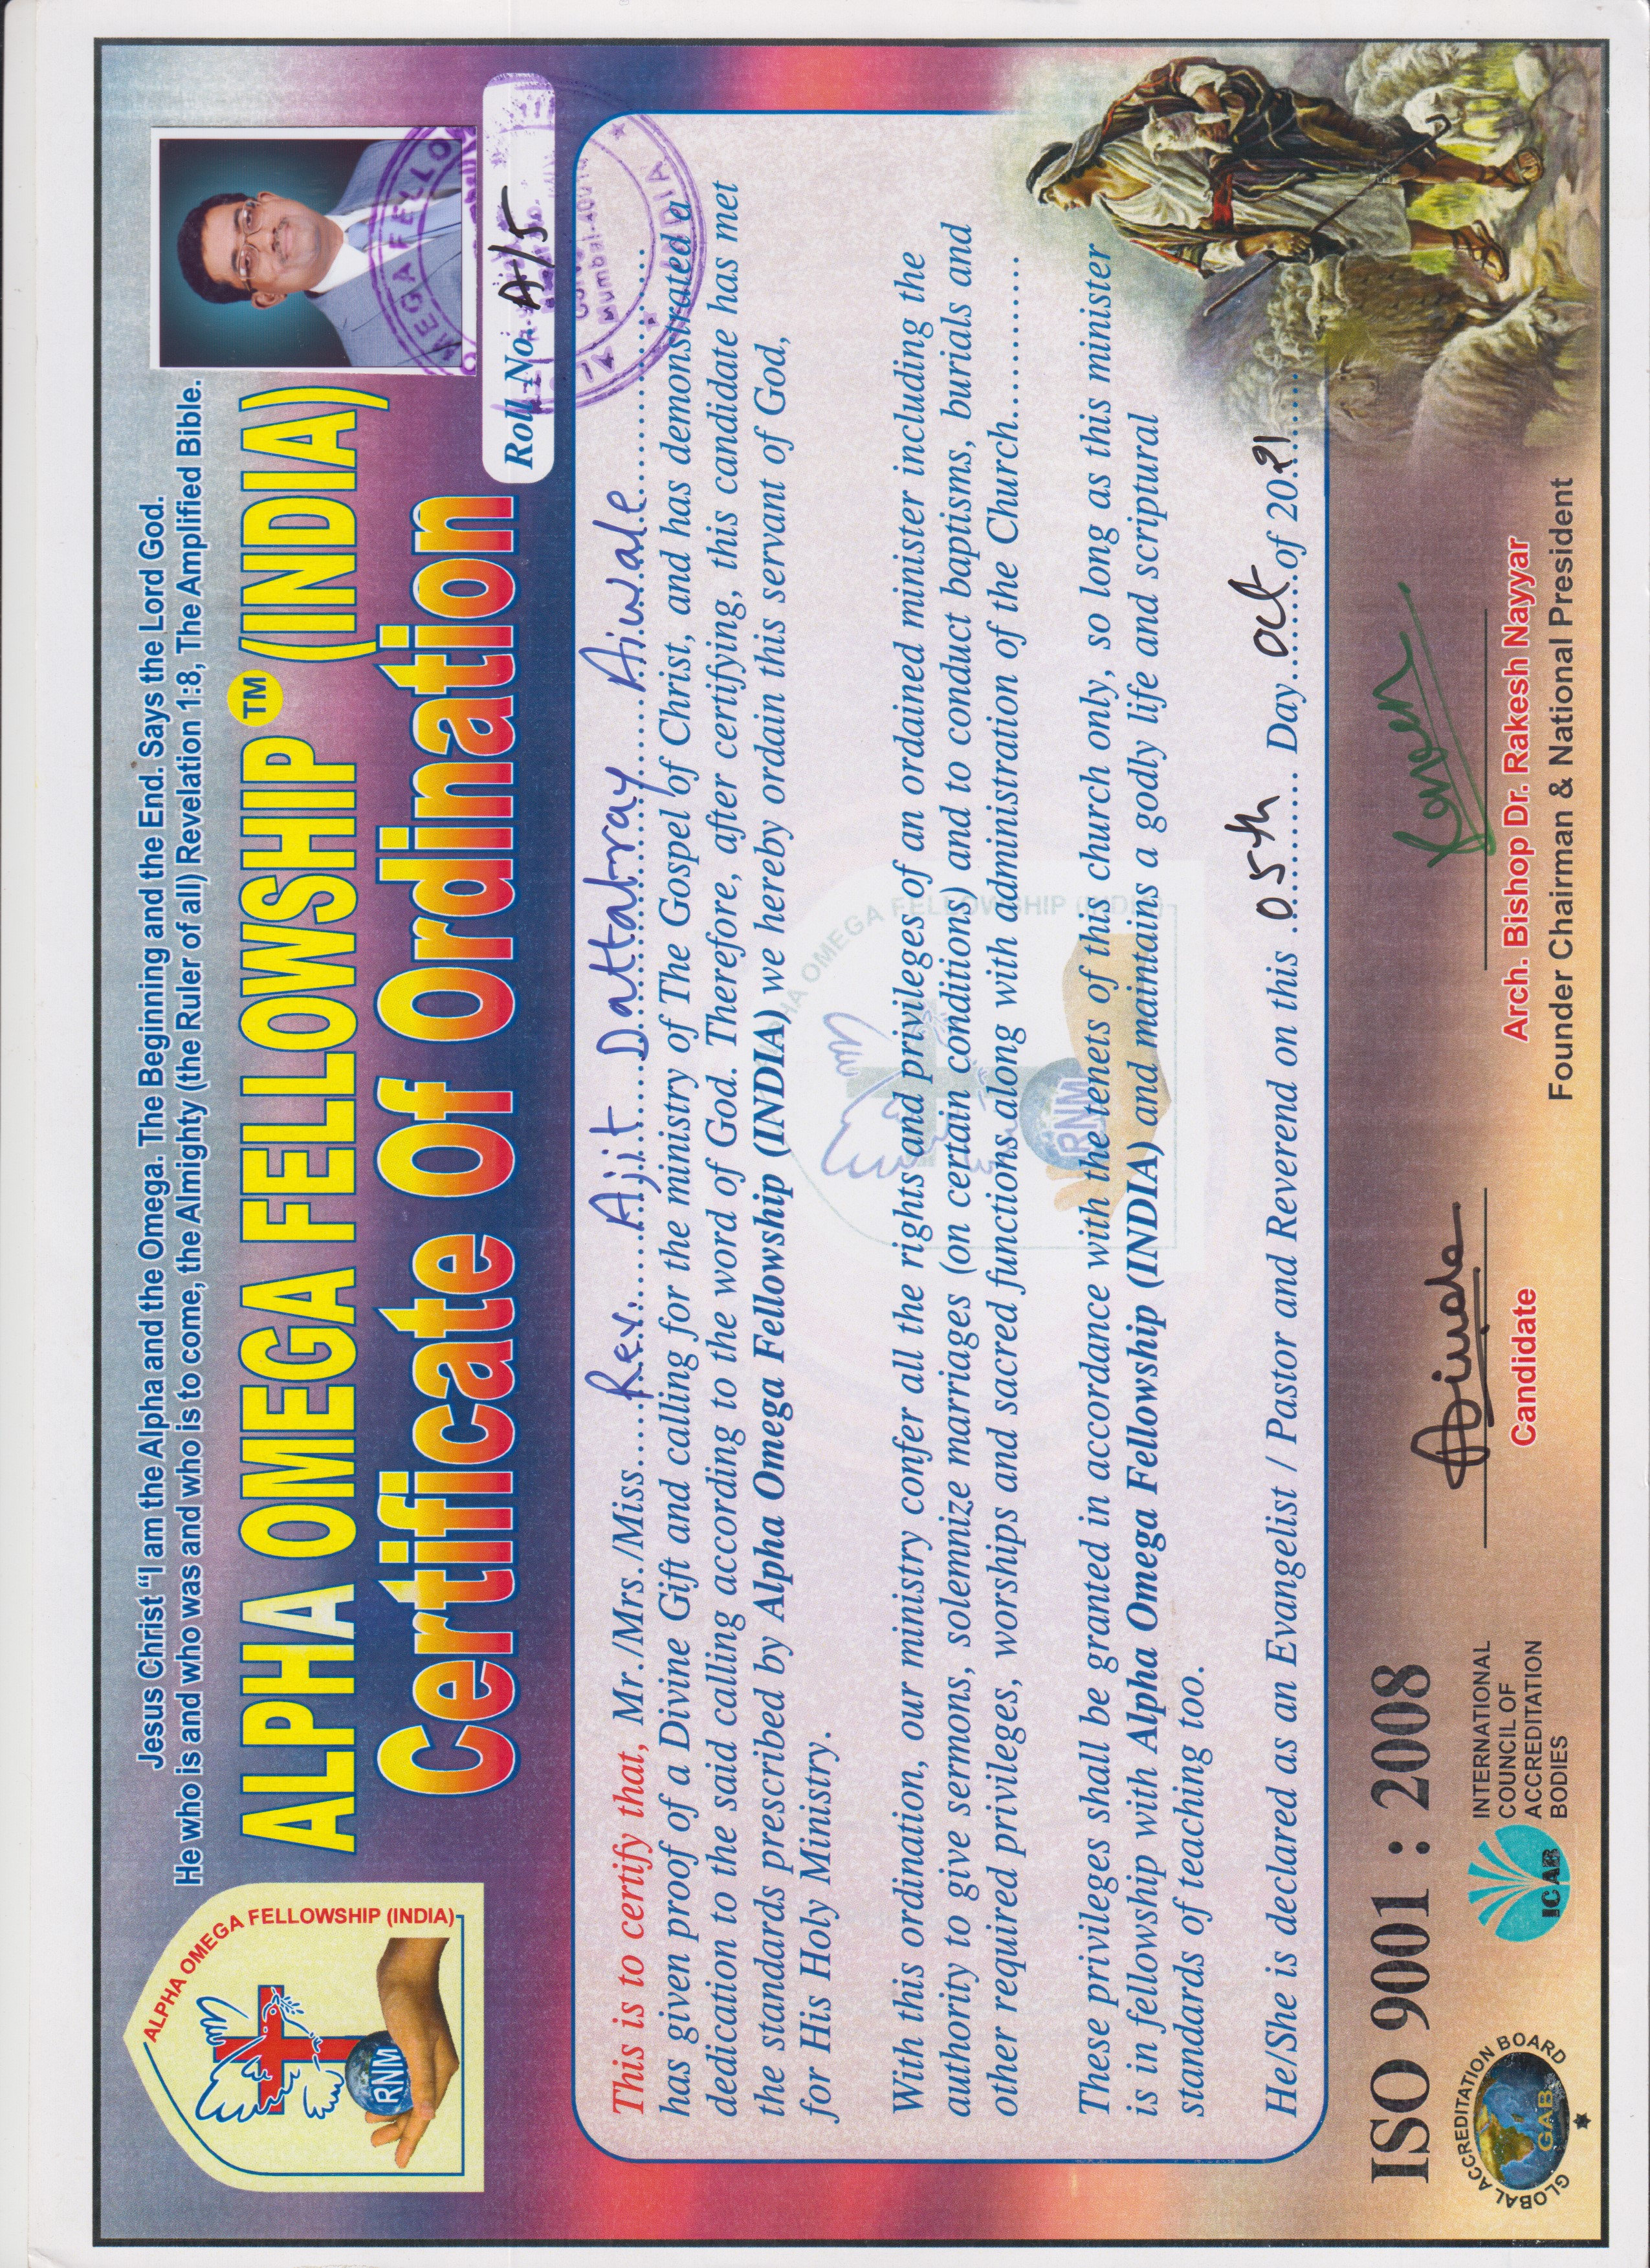 Jesus Christ “I am the Alpha and the Omega. The Beginning and the End. Says the Lord God.
He who is and who was and who is to come, the Almighty (the Ruler of all) Revelation 1:8, The Amplified Bible.
ALPHA OMEGA FELLOWSHIP (INDIA)
RNM
ALPHA OMEGA FELLOWSHIP™ (INDIA)
Certificate Of Ordination
OMEGA FELLO
Roll No. A/5
Mumbai-400
INDIA
This is to certify that, Mr./Mrs./Miss.....Rev. Ajit Dattatray Aiwale
has given proof of a Divine Gift and calling for the ministry of The Gospel of Christ, and has demonstrated a
dedication to the said calling according to the word of God. Therefore, after certifying, this candidate has met
the standards prescribed by Alpha Omega Fellowship (INDIA) we hereby ordain this servant of God,
for His Holy Ministry.
With this ordination, our ministry confer all the rights and privileges of an ordained minister including the
authority to give sermons, solemnize marriages (on certain conditions) and to conduct baptisms, burials and
other required privileges, worships and sacred functions along with administration of the Church.............
These privileges shall be granted in accordance with the tenets of this church only, so long as this minister
is in fellowship with Alpha Omega Fellowship (INDIA) and maintains a godly life and scriptural
standards of teaching too.
He/She is declared as an Evangelist / Pastor and Reverend on this 05th Day Oct of 2021
ISO 9001 : 2008
GLOBAL ACCREDITATION BOARD
GAB
ICAB
INTERNATIONAL
COUNCIL OF
ACCREDITATION
BODIES
Aiwale
Candidate
Arch. Bishop Dr. Rakesh Nayyar
Founder Chairman & National President